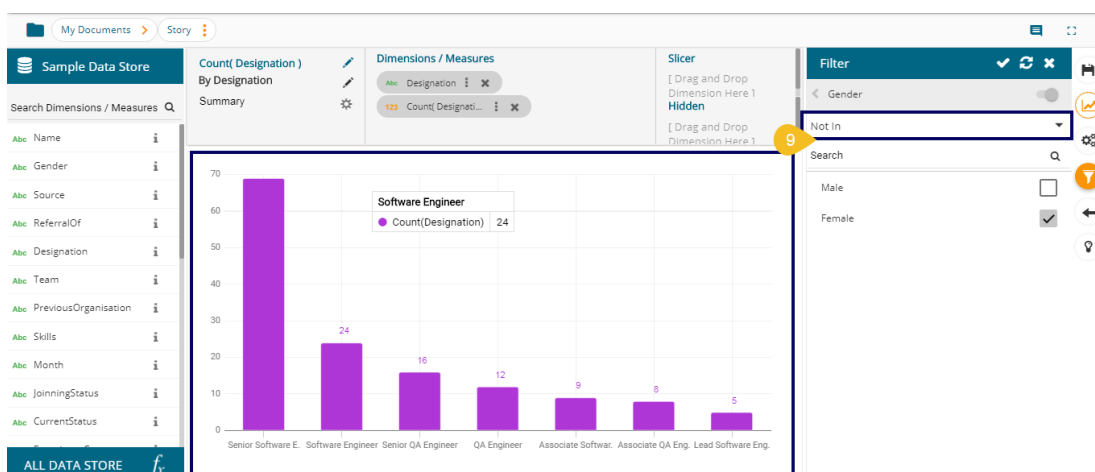 My Documents > Story
Sample Data Store
Search Dimensions / Measures
Abc Name i
Abc Gender i
Abc Source i
Abc ReferralOf i
Abc Designation i
Abc Team i
Abc PreviousOrganisation i
Abc Skills i
Abc Month i
Abc JoinningStatus i
Abc CurrentStatus i
ALL DATA STORE fx
Count( Designation )
By Designation
Summary
Dimensions / Measures
Abc Designation
123 Count( Designati...
Slicer
[ Drag and Drop
Dimension Here ]
Hidden
[ Drag and Drop
Dimension Here ]
70
60
50
40
30
20
10
0
24
16
12
9
8
5
Software Engineer
Count(Designation) 24
Senior Software E.
Software Engineer
Senior QA Engineer
QA Engineer
Associate Softwar.
Associate QA Eng.
Lead Software Eng.
Filter
Gender
Not In
9
Search
Male
Female